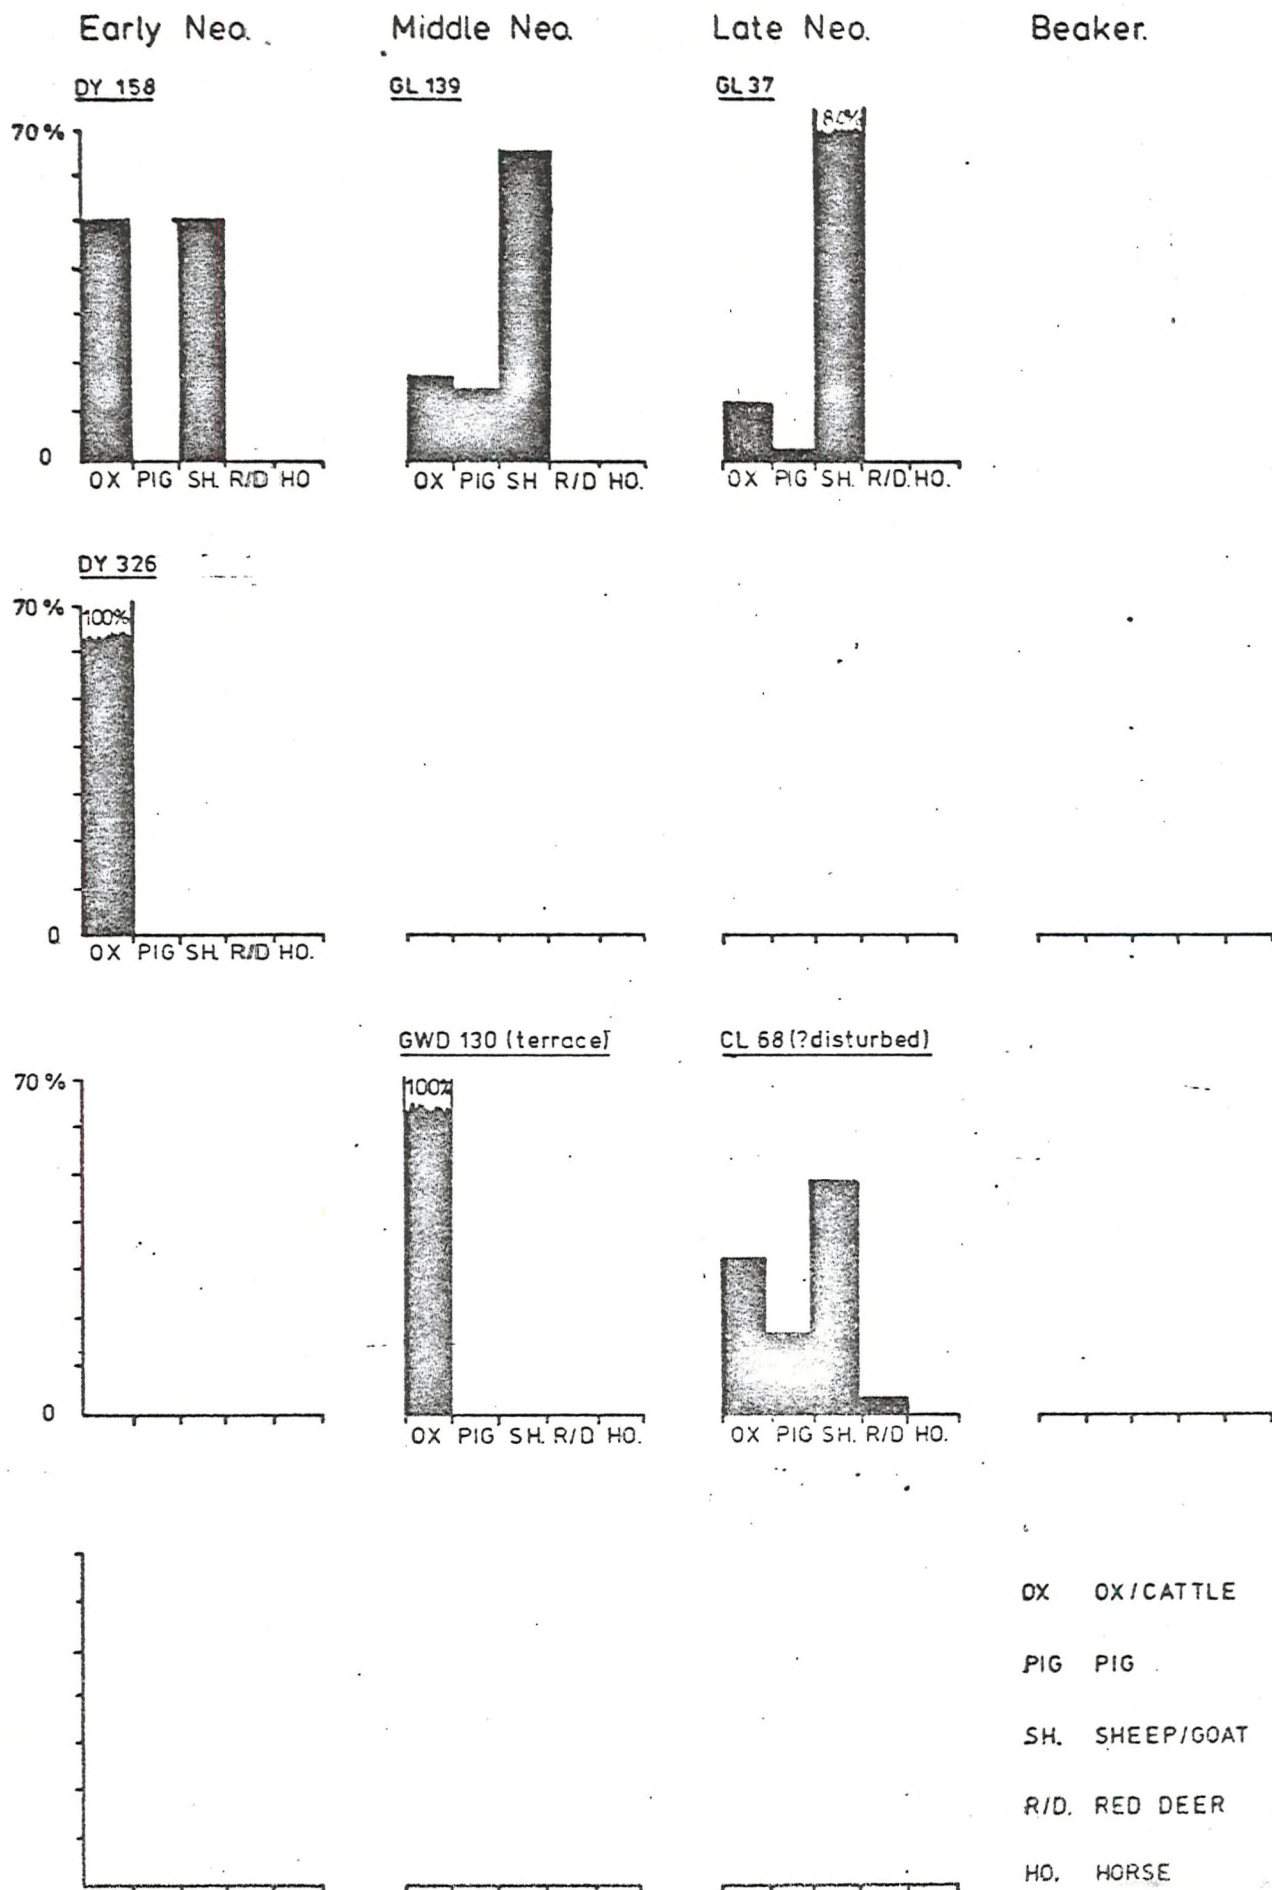 Early Neo. Middle Neo. Late Neo. Beaker.
DY 158 GL 139 GL 37
70%
84%
0
OX PIG SH. R/D HO OX PIG SH R/D HO. OX PIG SH. R/D. HO.
DY 326
70%
100%
0
OX PIG SH. R/D HO.
GWD 130 (terrace) CL 68 (?disturbed)
70%
100%
0
OX PIG SH. R/D HO. OX PIG SH. R/D HO.
OX OX/CATTLE
PIG PIG
SH. SHEEP/GOAT
R/D. RED DEER
HO. HORSE